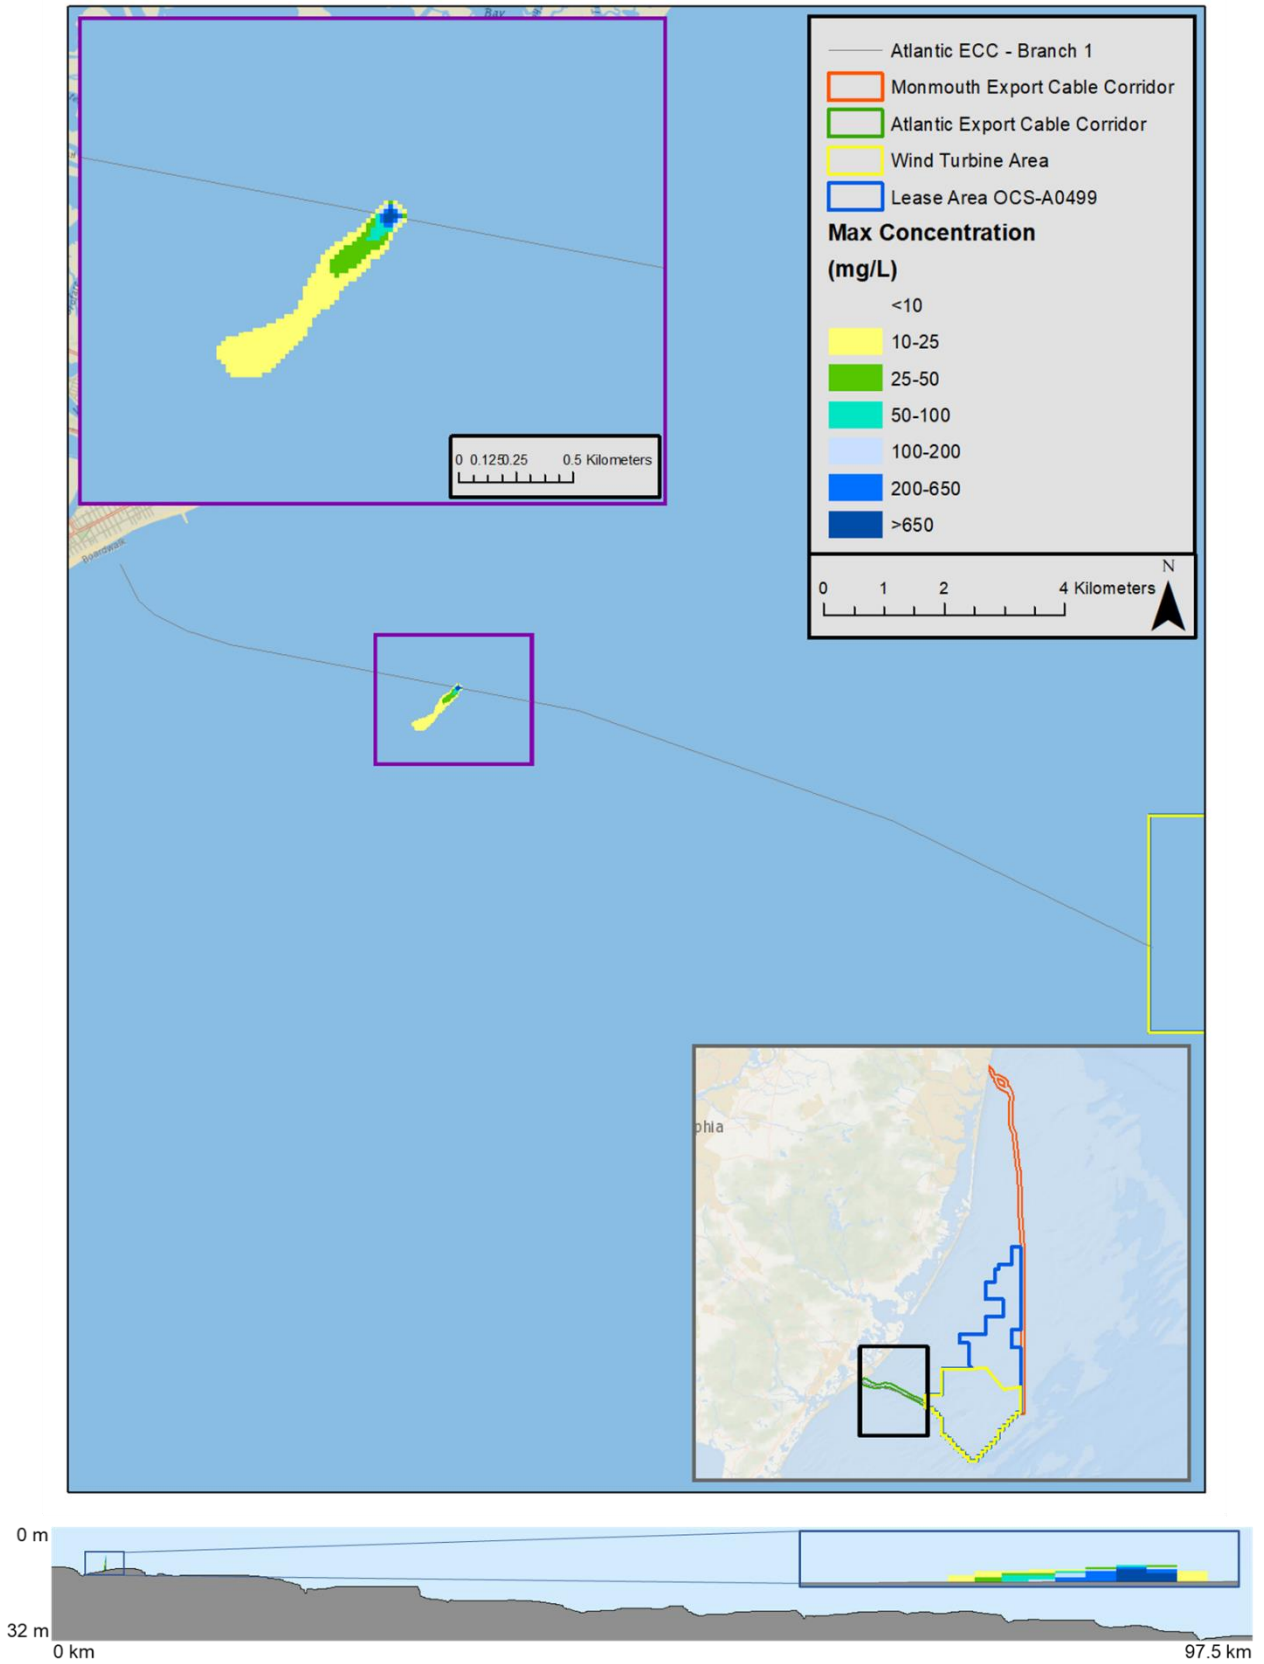 Bay
Atlantic ECC - Branch 1
Monmouth Export Cable Corridor
Atlantic Export Cable Corridor
Wind Turbine Area
Lease Area OCS-A0499
Max Concentration
(mg/L)
<10
10-25
25-50
50-100
100-200
200-650
>650
0 0.1250.25 0.5 Kilometers
Boardwalk
N
0 1 2 4 Kilometers
phia
0 m
32 m
0 km
97.5 km